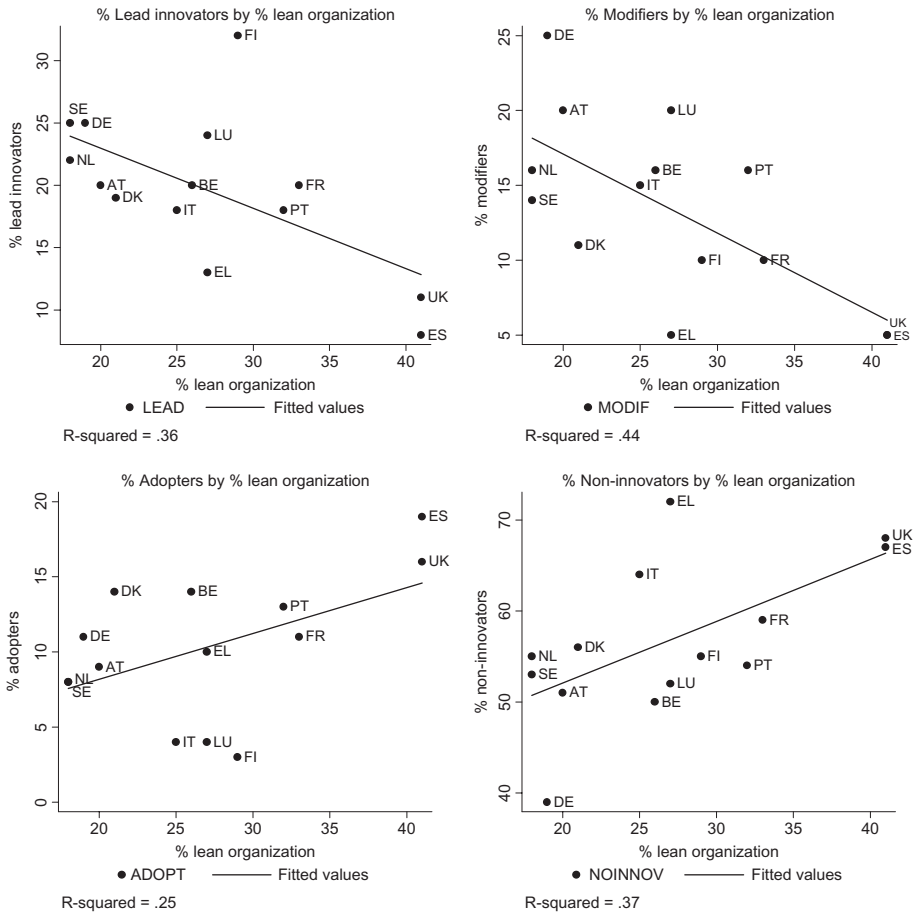 % Lead innovators by % lean organization
% lead innovators
30
25
20
15
10
FI
SE
DE
LU
NL
AT
BE
FR
DK
IT
PT
EL
UK
ES
20 25 30 35 40
% lean organization
LEAD Fitted values
R-squared = .36
% Modifiers by % lean organization
% modifiers
25
20
15
10
5
DE
AT
LU
NL
BE
PT
IT
SE
DK
FI
FR
UK
EL
ES
20 25 30 35 40
% lean organization
MODIF Fitted values
R-squared = .44
% Adopters by % lean organization
% adopters
20
15
10
5
0
ES
UK
DK
BE
PT
DE
FR
EL
AT
NL
SE
IT
LU
FI
20 25 30 35 40
% lean organization
ADOPT Fitted values
R-squared = .25
% Non-innovators by % lean organization
% non-innovators
70
60
50
40
EL
UK
ES
IT
FR
DK
NL
FI
PT
SE
LU
AT
BE
DE
20 25 30 35 40
% lean organization
NOINNOV Fitted values
R-squared = .37